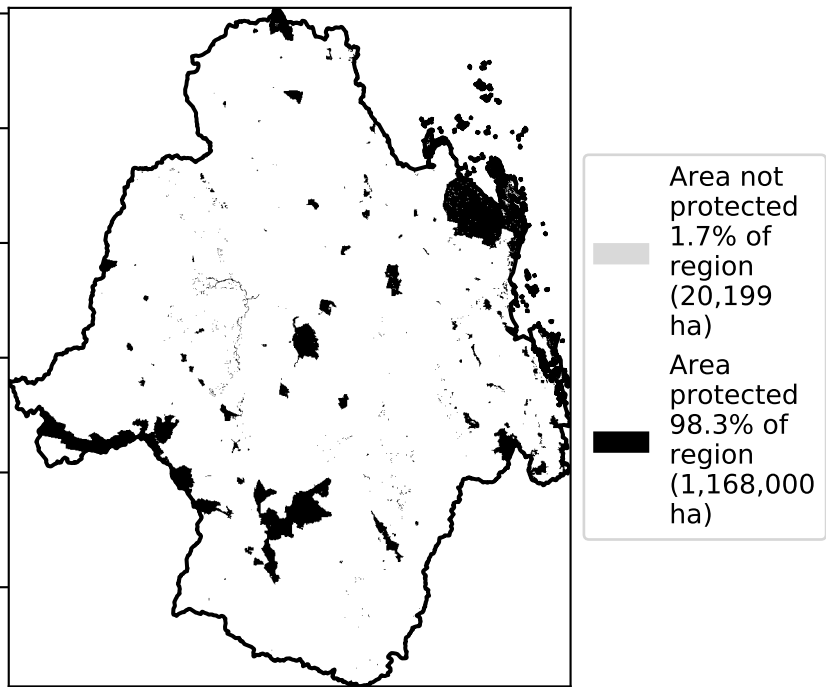 Area not
protected
1.7% of
region
(20,199
ha)
Area
protected
98.3% of
region
(1,168,000
ha)